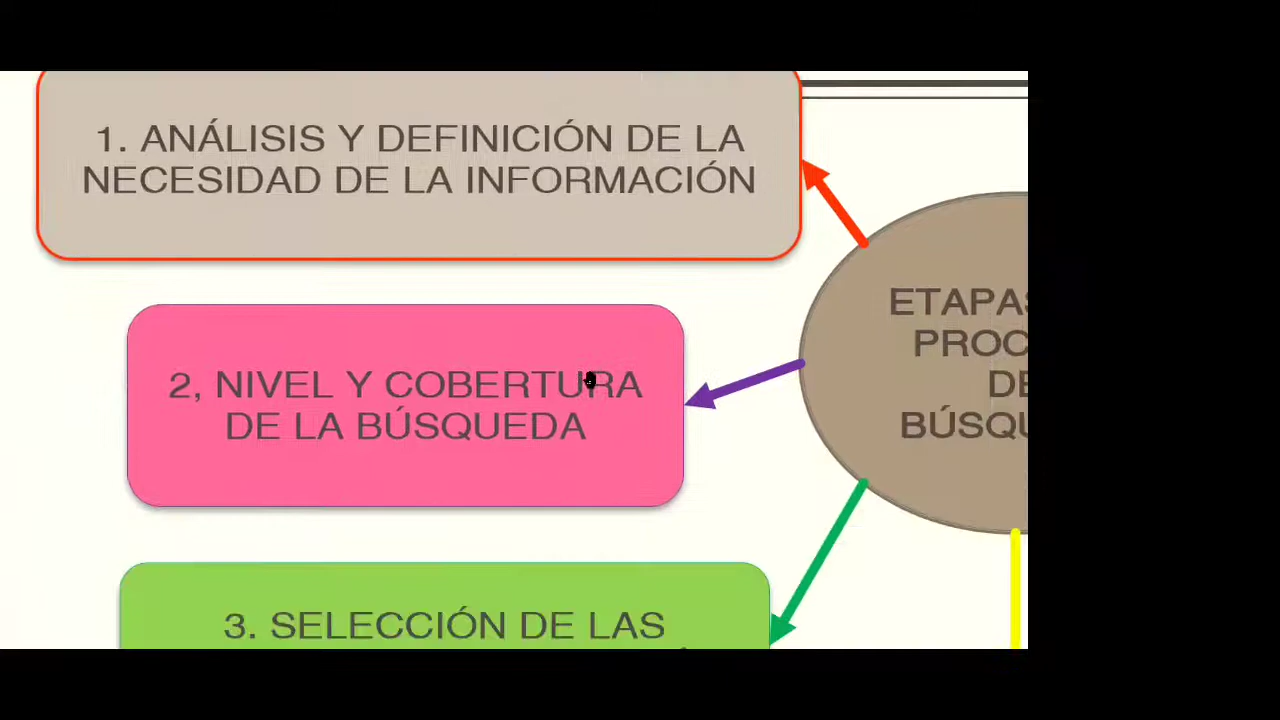 1. ANÁLISIS Y DEFINICIÓN DE LA
NECESIDAD DE LA INFORMACIÓN
2, NIVEL Y COBERTURA
DE LA BÚSQUEDA
3. SELECCIÓN DE LAS